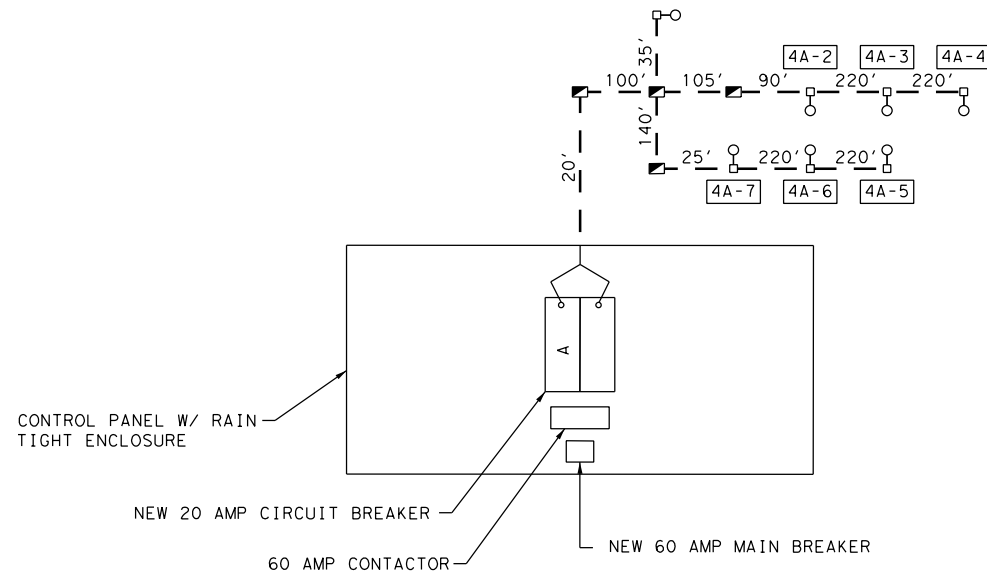 35'
4A-2 4A-3 4A-4
100' 105' 90' 220' 220'
140'
20'
25' 220' 220'
4A-7 4A-6 4A-5
A
CONTROL PANEL W/ RAIN
TIGHT ENCLOSURE
NEW 20 AMP CIRCUIT BREAKER
NEW 60 AMP MAIN BREAKER
60 AMP CONTACTOR